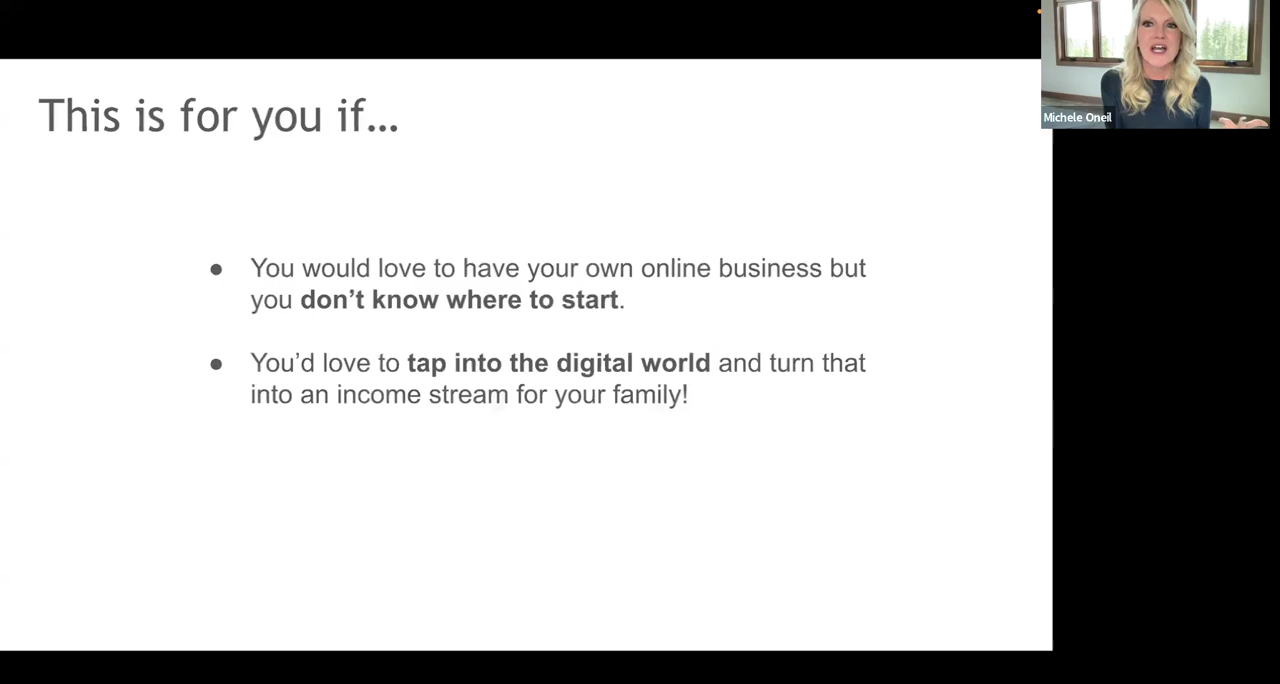 This is for you if...
Michele Oneil
● You would love to have your own online business but
you don’t know where to start.
● You’d love to tap into the digital world and turn that
into an income stream for your family!